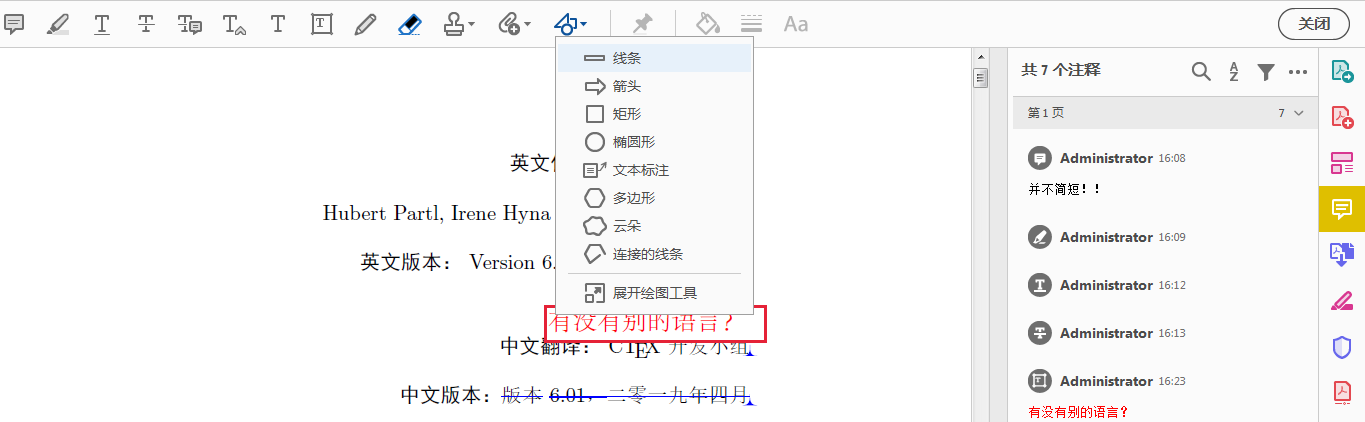 关闭
Aa
线条
箭头
矩形
椭圆形
文本标注
多边形
云朵
连接的线条
展开绘图工具
英文
Hubert Partl, Irene Hyna
英文版本： Version 6.
有没有别的语言？
中文翻译： CTEX 开发小组
中文版本：版本 6.01，二零一九年四月
共 7 个注释
第 1 页 7
Administrator 16:08
并不简短！！
Administrator 16:09
Administrator 16:12
Administrator 16:13
Administrator 16:23
有没有别的语言？